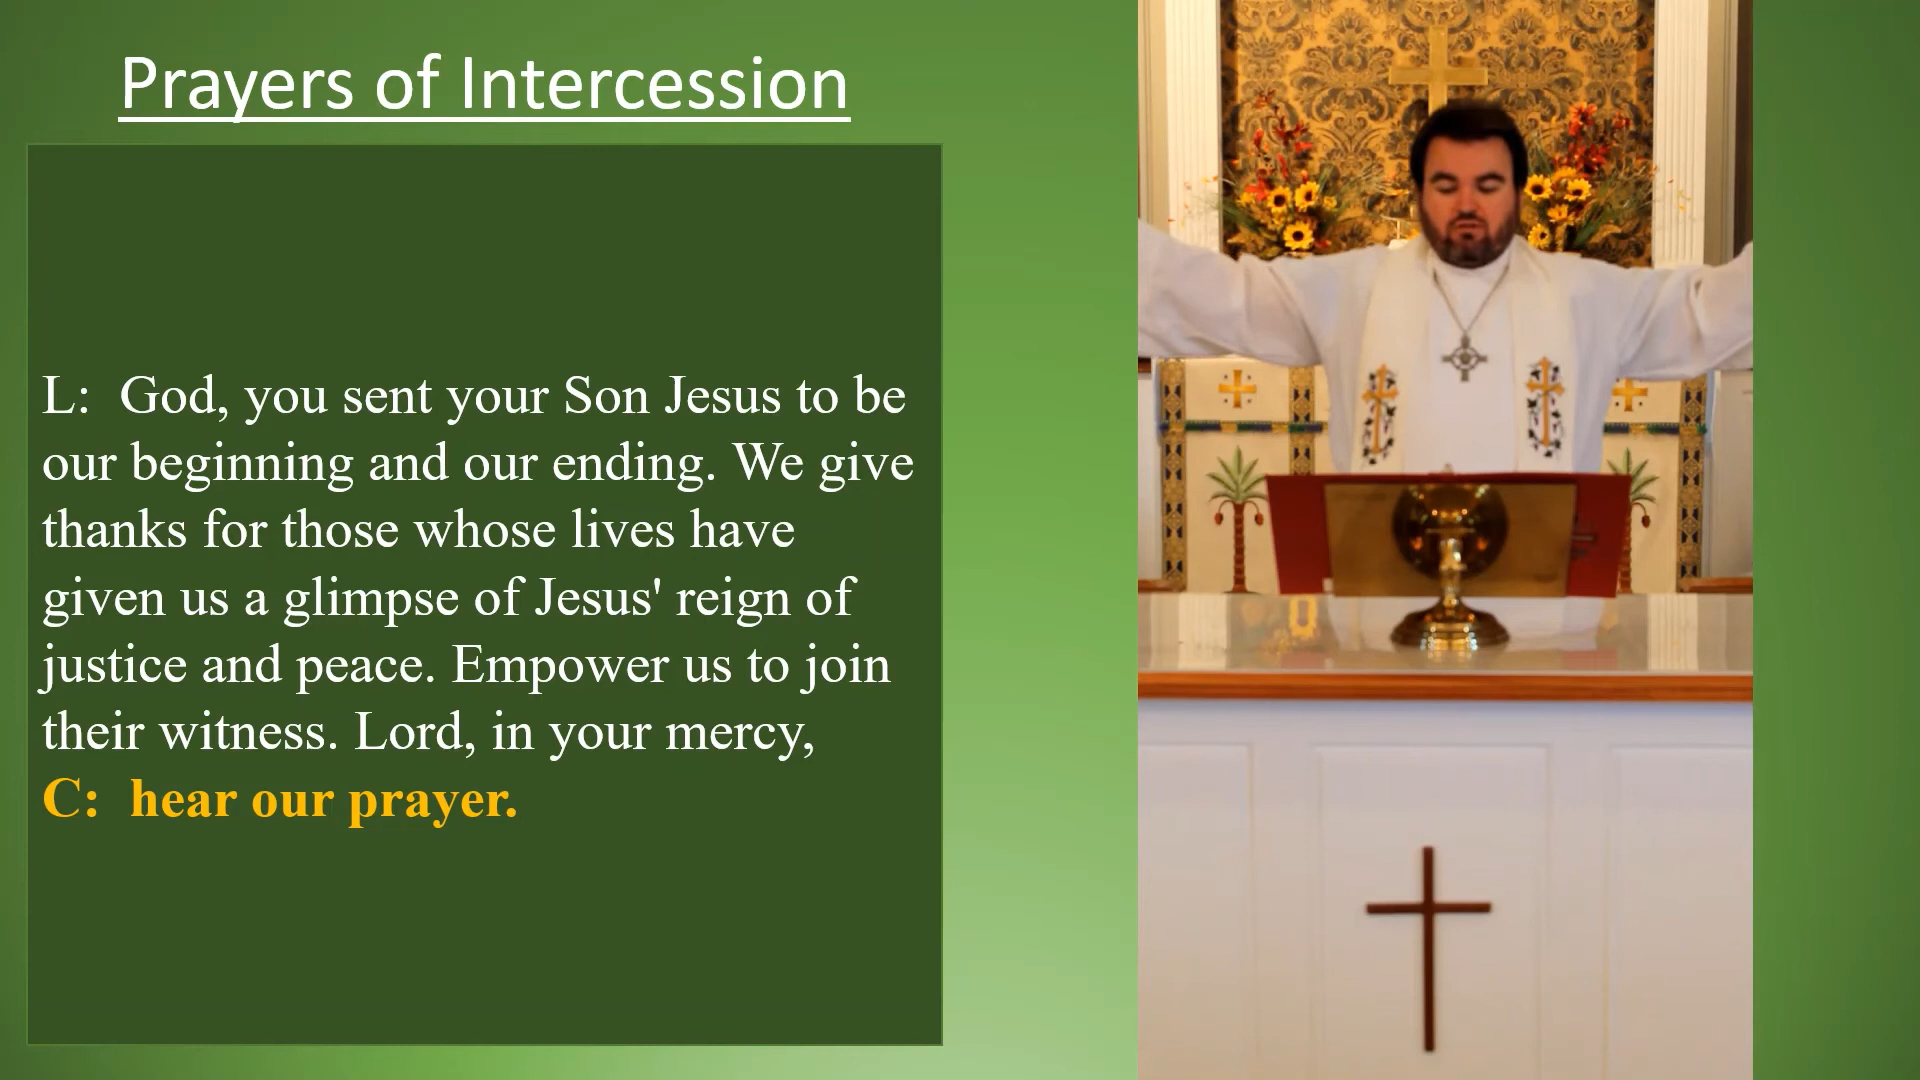 Prayers of Intercession
L:  God, you sent your Son Jesus to be
our beginning and our ending. We give
thanks for those whose lives have
given us a glimpse of Jesus' reign of
justice and peace. Empower us to join
their witness. Lord, in your mercy,
C:  hear our prayer.